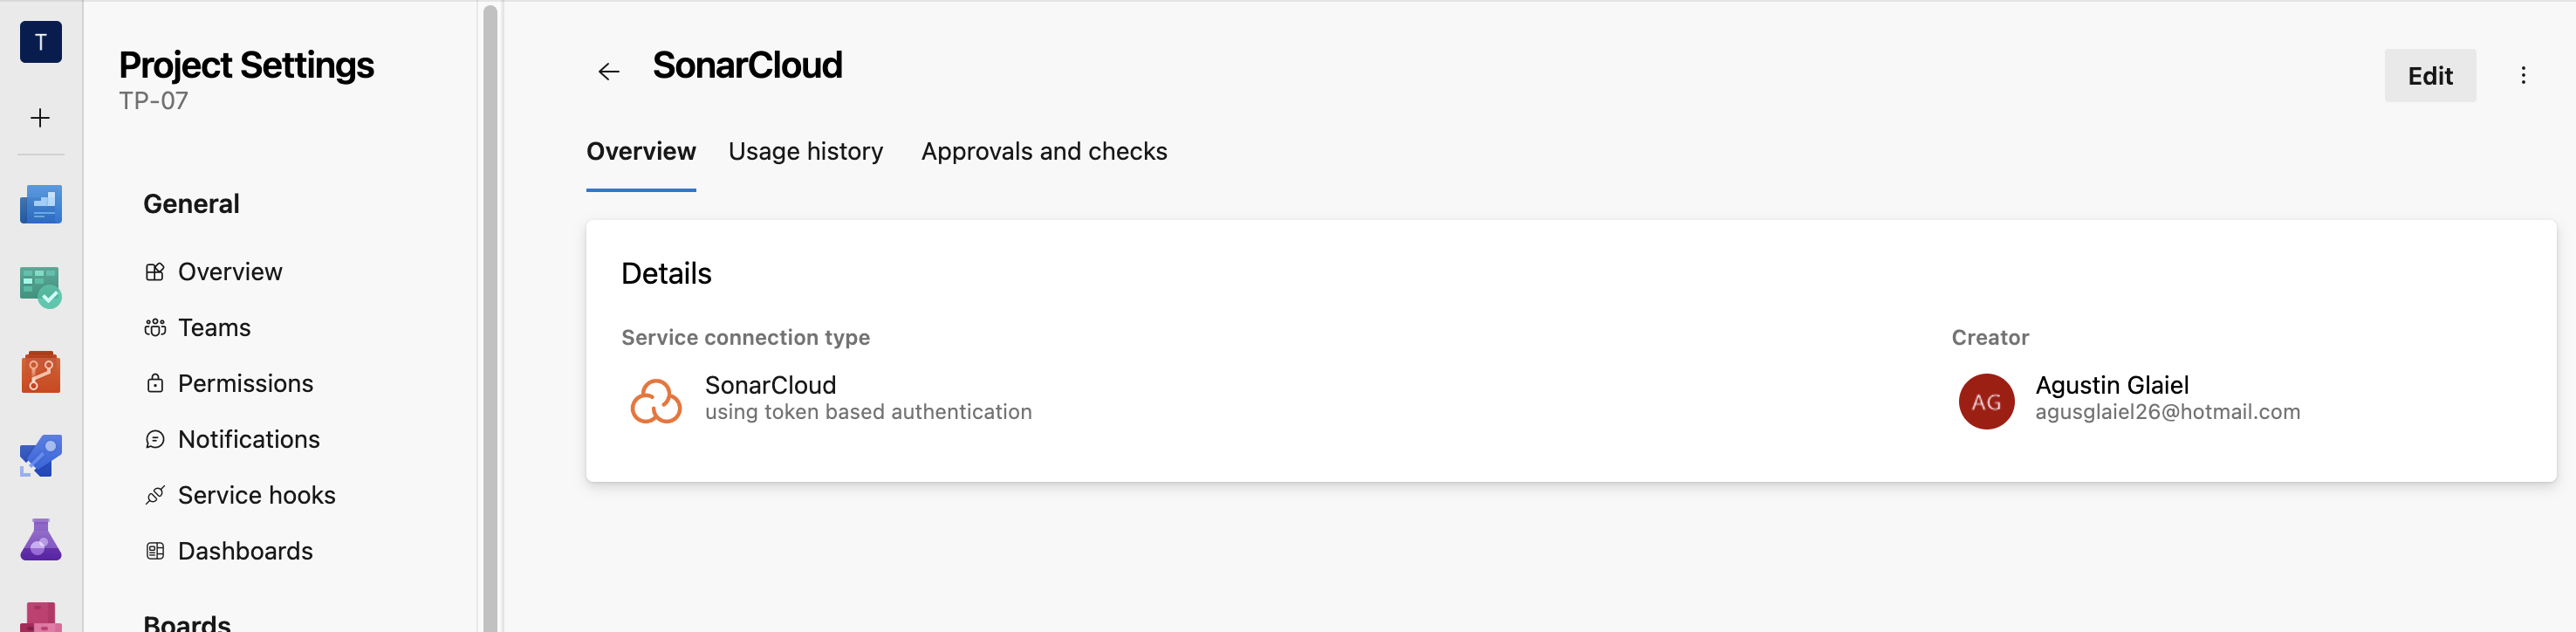 T
Project Settings
TP-07
General
Overview
Teams
Permissions
Notifications
Service hooks
Dashboards
Boards
SonarCloud
Edit
Overview
Usage history
Approvals and checks
Details
Service connection type
SonarCloud
using token based authentication
Creator
AG
Agustin Glaiel
agusglaiel26@hotmail.com